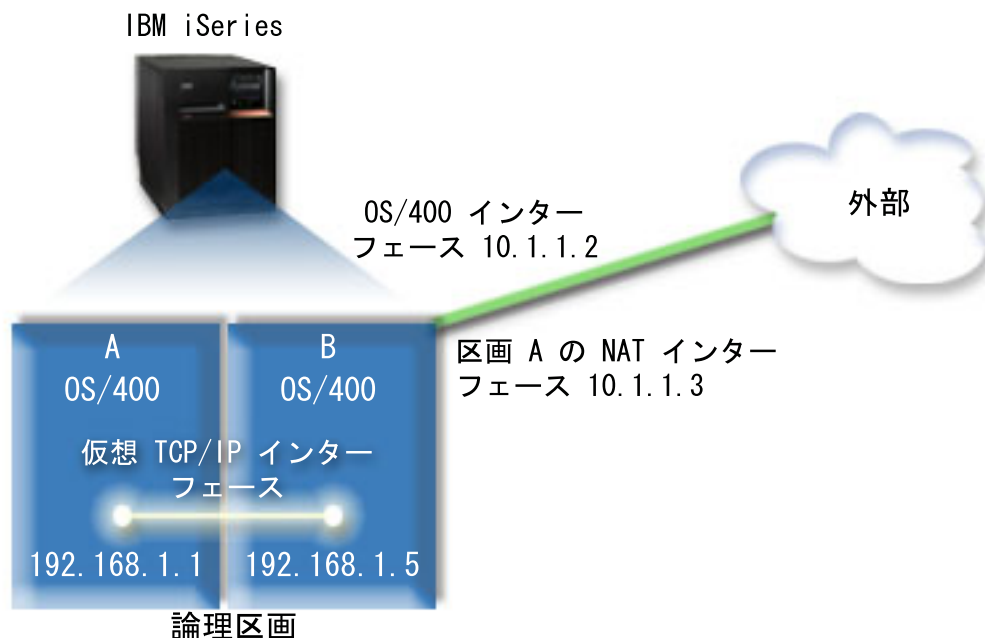 IBM iSeries
OS/400 インター
フェース 10.1.1.2
外部
区画 A の NAT インター
フェース 10.1.1.3
A
OS/400
B
OS/400
仮想 TCP/IP インター
フェース
192.168.1.1
192.168.1.5
論理区画